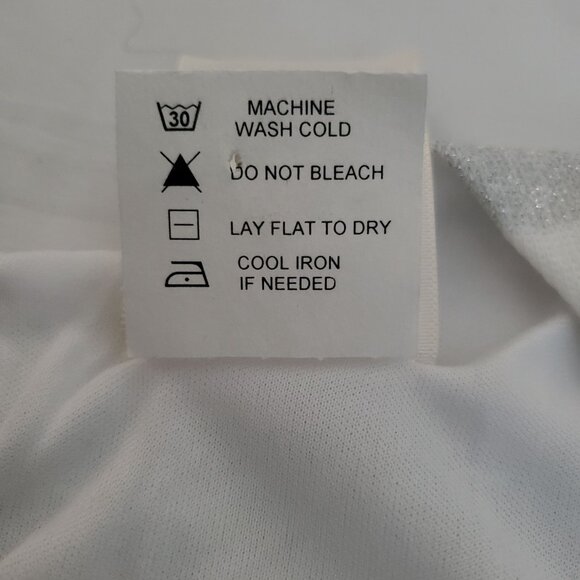 30 MACHINE
WASH COLD
DO NOT BLEACH
LAY FLAT TO DRY
COOL IRON
IF NEEDED